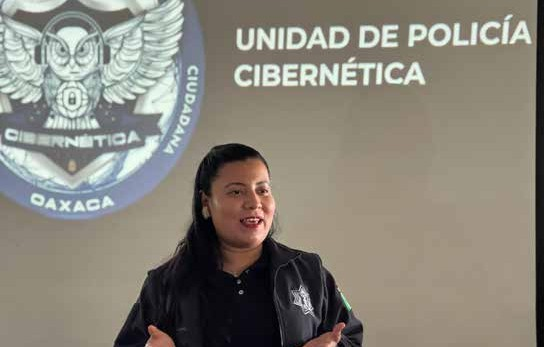 UNIDAD DE POLICÍA
CIBERNÉTICA
CIUDADANA
CIBERNÉTICA
OAXACA